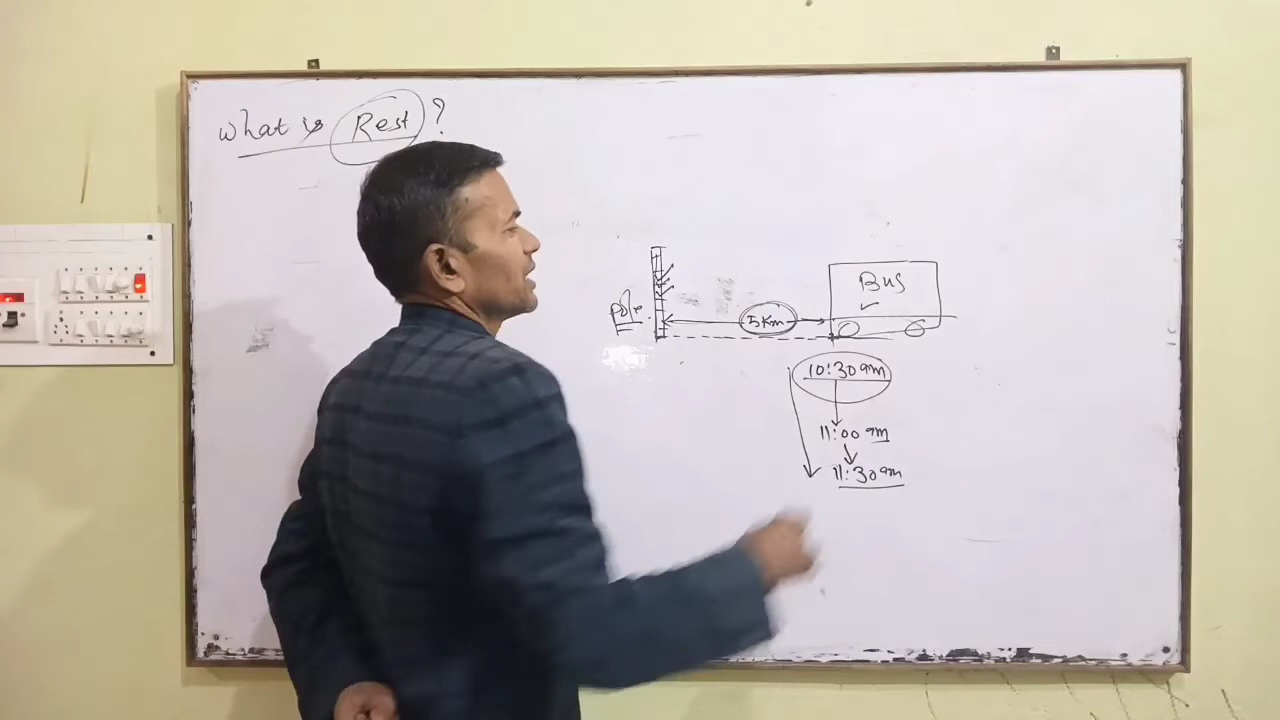 What is Rest ?
Bus
pole
5 Km
10:30 am
11:00 am
11:30 am